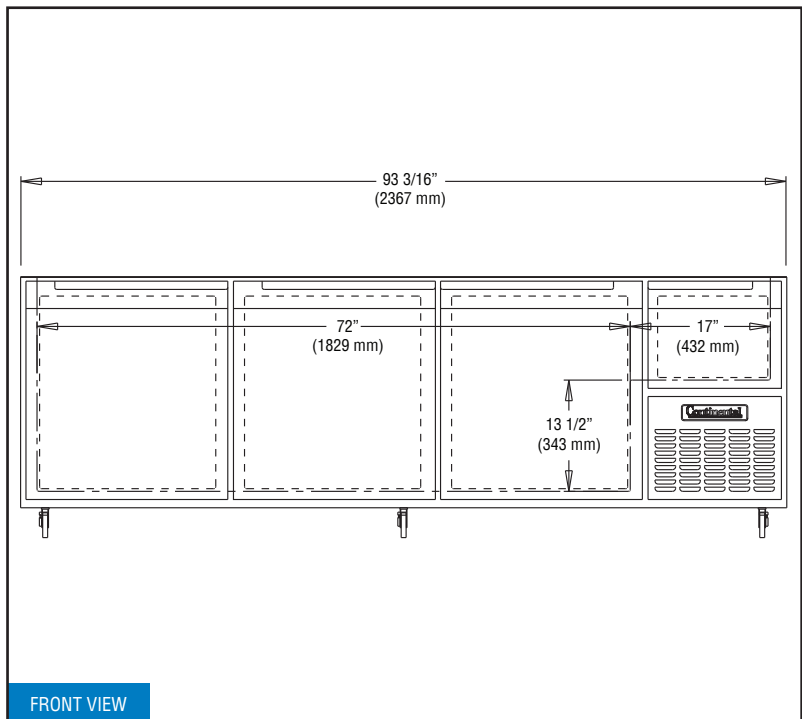 93 3/16”
(2367 mm)
72”
(1829 mm)
17”
(432 mm)
13 1/2”
(343 mm)
Continental
FRONT VIEW